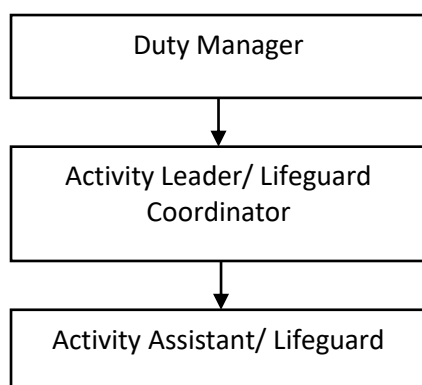 Duty Manager
Activity Leader/ Lifeguard
Coordinator
Activity Assistant/ Lifeguard